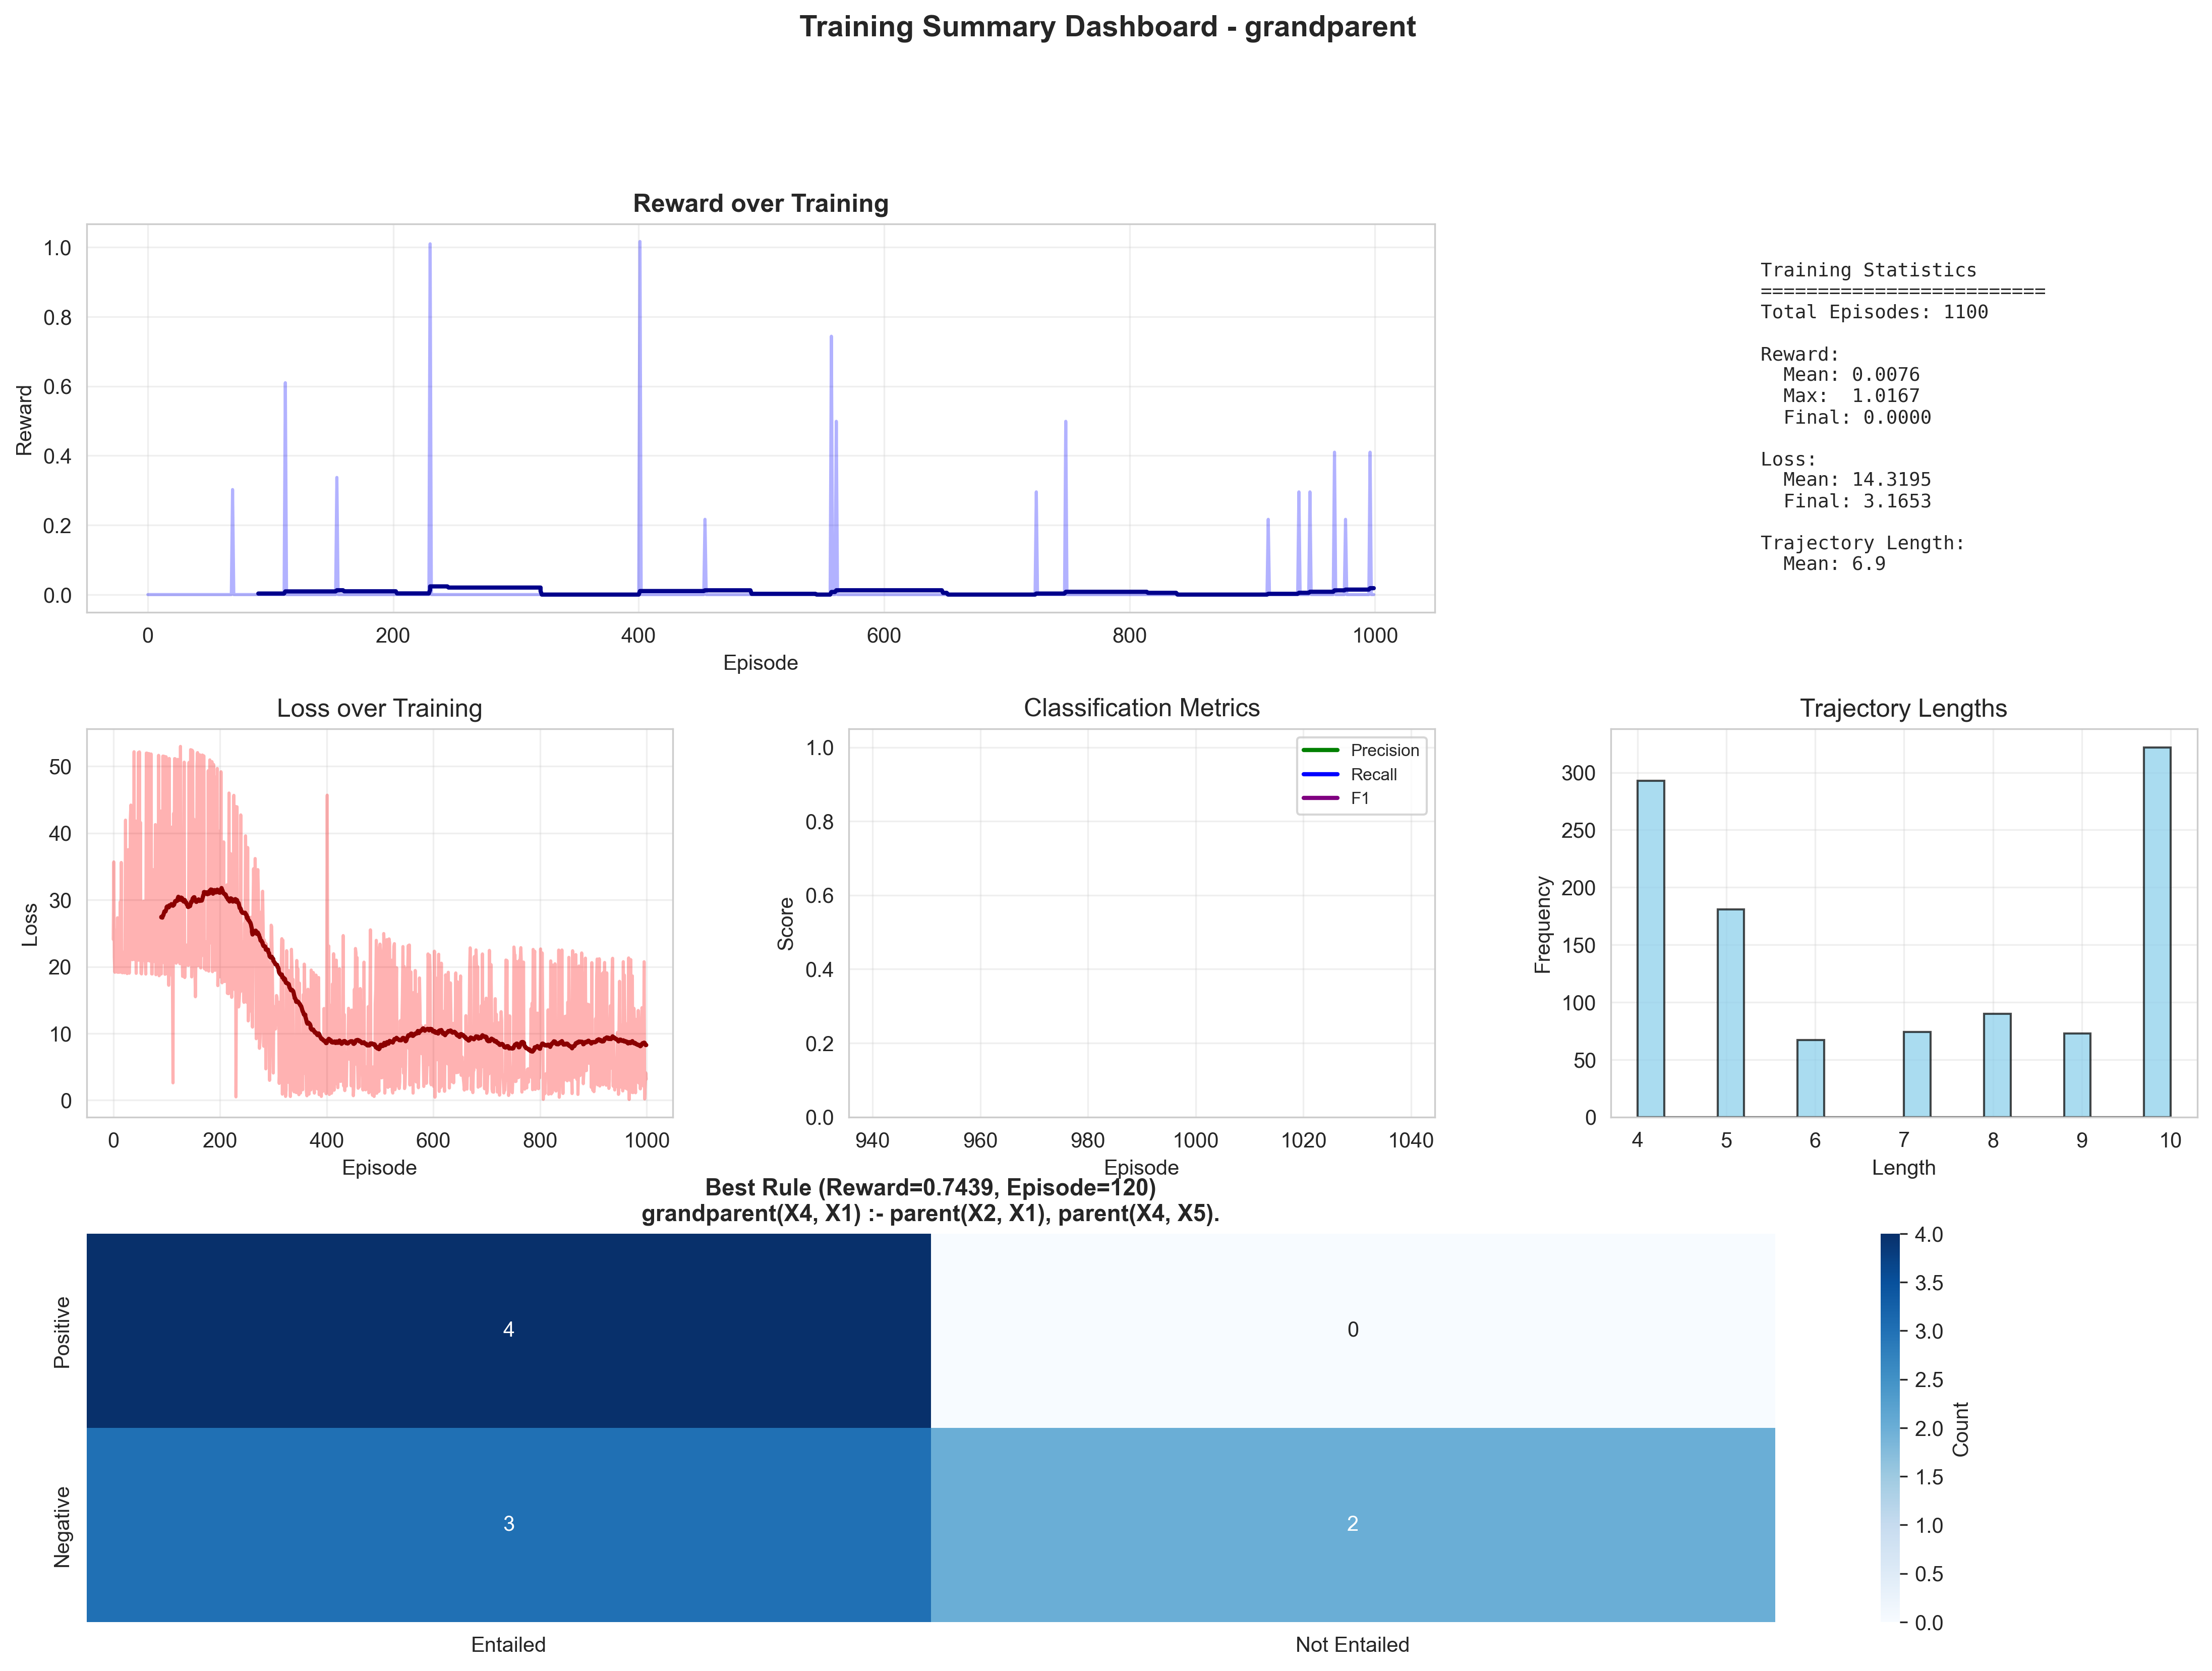 Training Summary Dashboard - grandparent
Reward over Training
1.0
0.8
0.6
0.4
0.2
0.0
Reward
0 200 400 600 800 1000
Episode
Training Statistics
=========================
Total Episodes: 1100
Reward:
Mean: 0.0076
Max: 1.0167
Final: 0.0000
Loss:
Mean: 14.3195
Final: 3.1653
Trajectory Length:
Mean: 6.9
Loss over Training
50
40
30
20
10
0
Loss
0 200 400 600 800 1000
Episode
Classification Metrics
Precision
Recall
F1
1.0
0.8
0.6
0.4
0.2
0.0
Score
940 960 980 1000 1020 1040
Episode
Trajectory Lengths
300
250
200
150
100
50
0
Frequency
4 5 6 7 8 9 10
Length
Best Rule (Reward=0.7439, Episode=120)
grandparent(X4, X1) :- parent(X2, X1), parent(X4, X5).
Positive
4 0
Negative
3 2
Entailed Not Entailed
4.0
3.5
3.0
2.5
2.0
1.5
1.0
0.5
0.0
Count